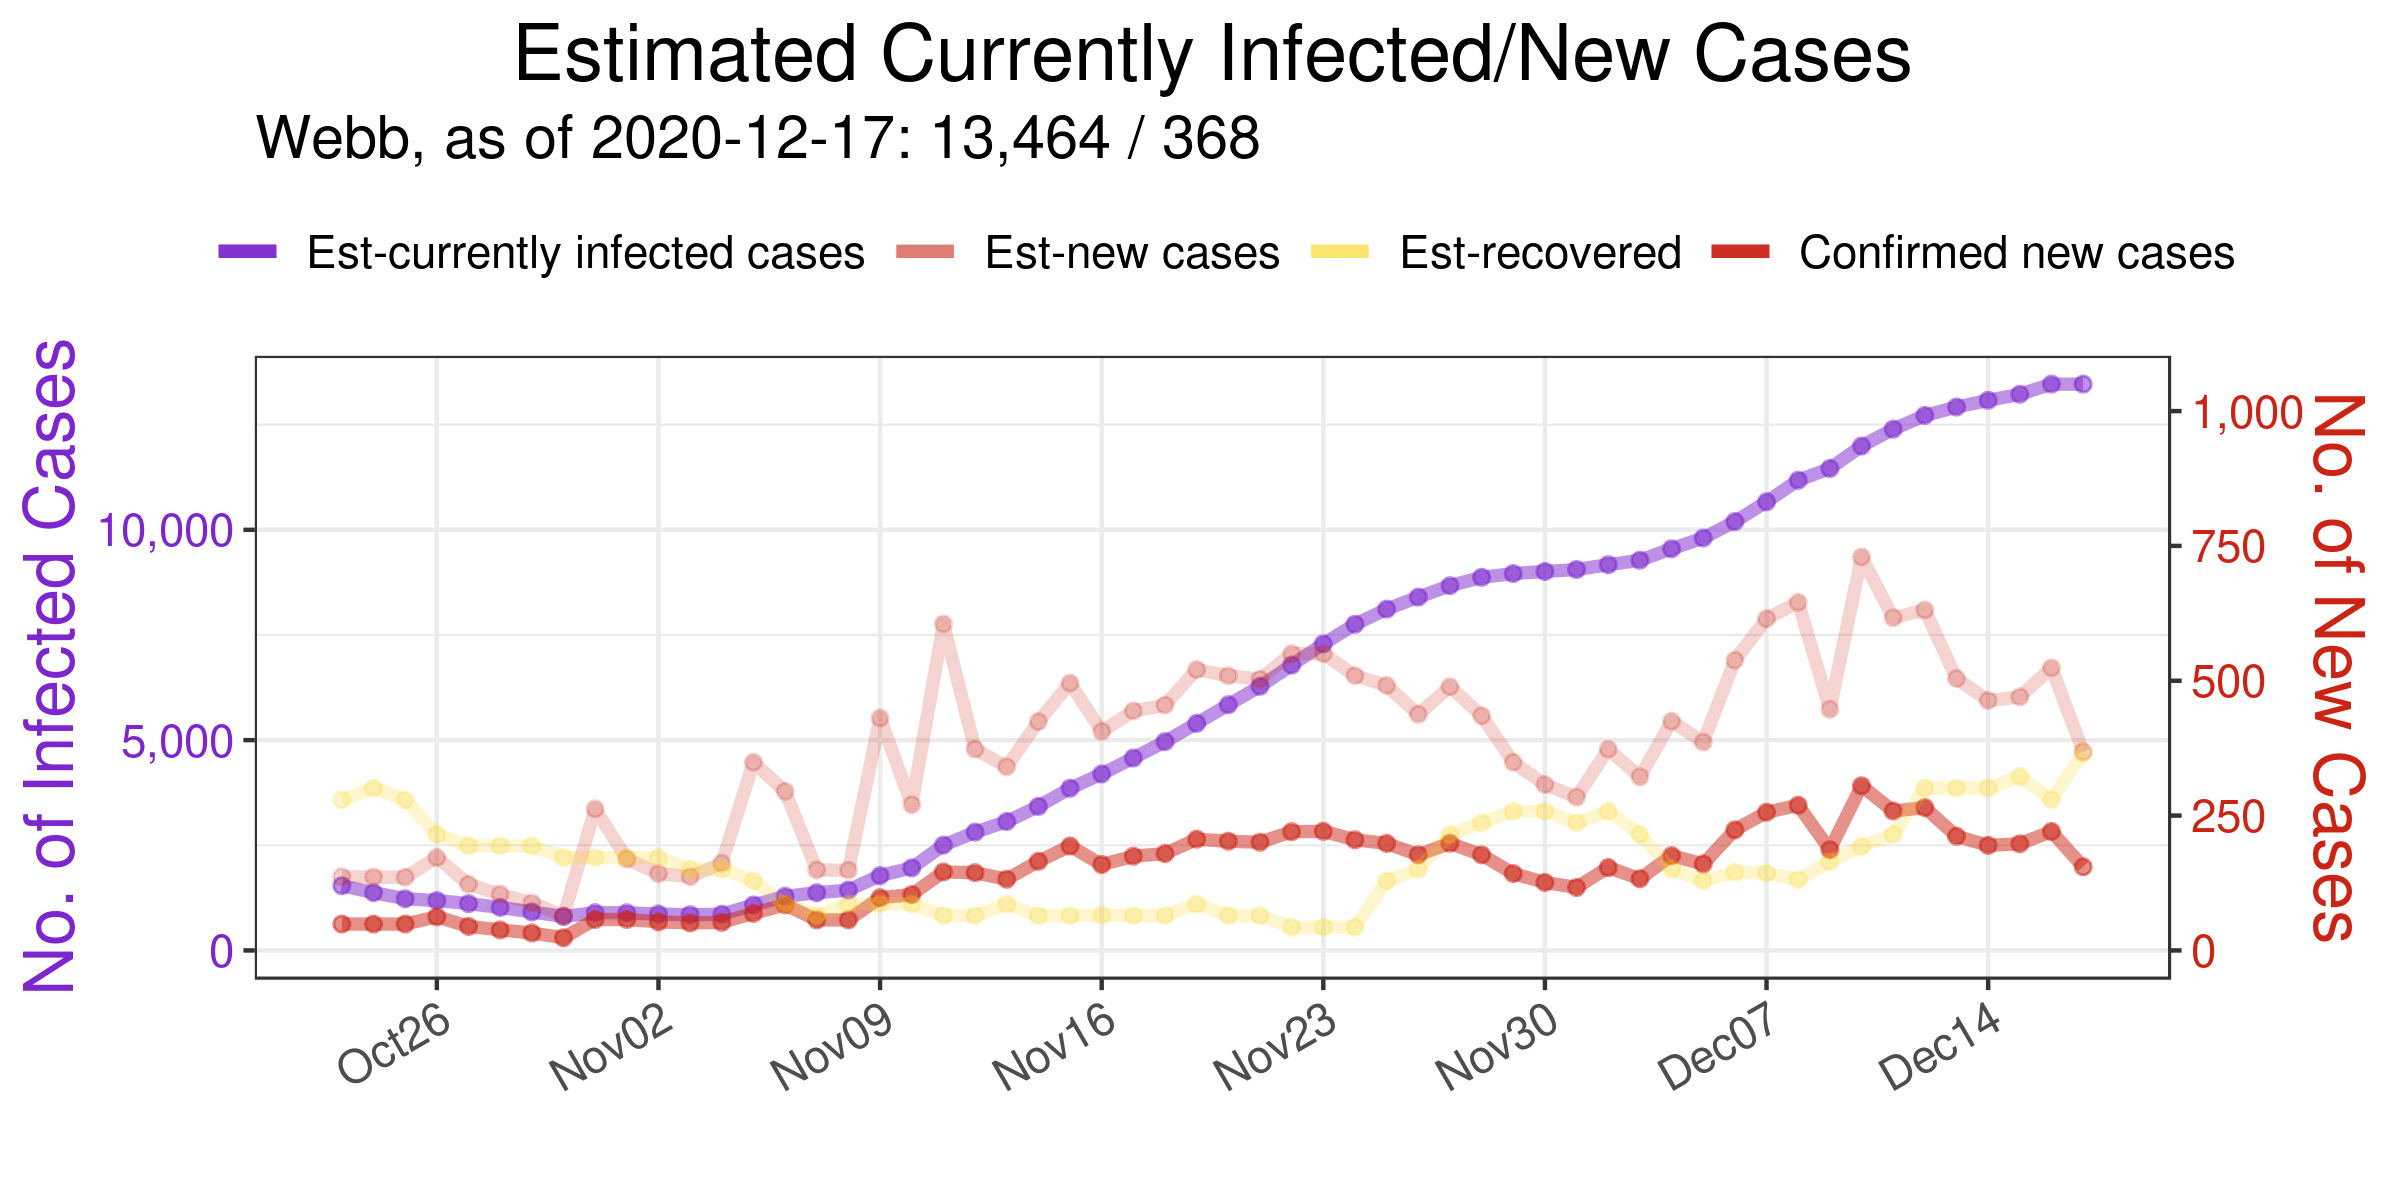 Estimated Currently Infected/New Cases
Webb, as of 2020-12-17: 13,464 / 368
Est-currently infected cases Est-new cases Est-recovered Confirmed new cases
No. of Infected Cases
10,000
5,000
0
1,000
750
500
250
0
No. of New Cases
Oct26 Nov02 Nov09 Nov16 Nov23 Nov30 Dec07 Dec14